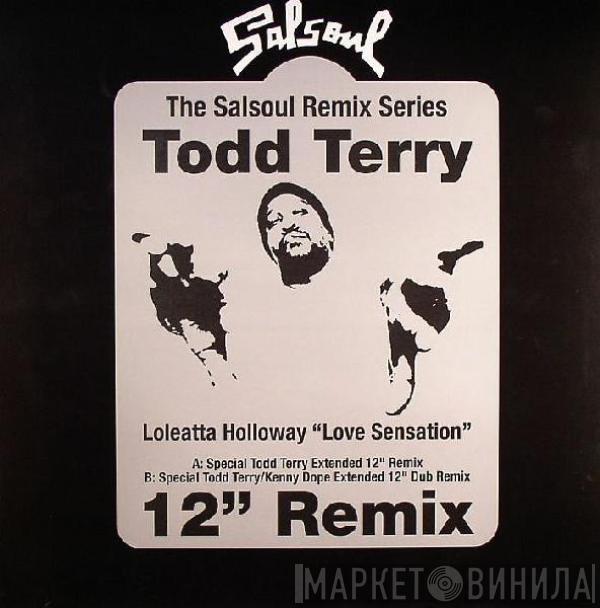 Salsoul
The Salsoul Remix Series
Todd Terry
Loleatta Holloway “Love Sensation”
A: Special Todd Terry Extended 12" Remix
B: Special Todd Terry/Kenny Dope Extended 12" Dub Remix
12” Remix
МАРКЕТ ВИНИЛА